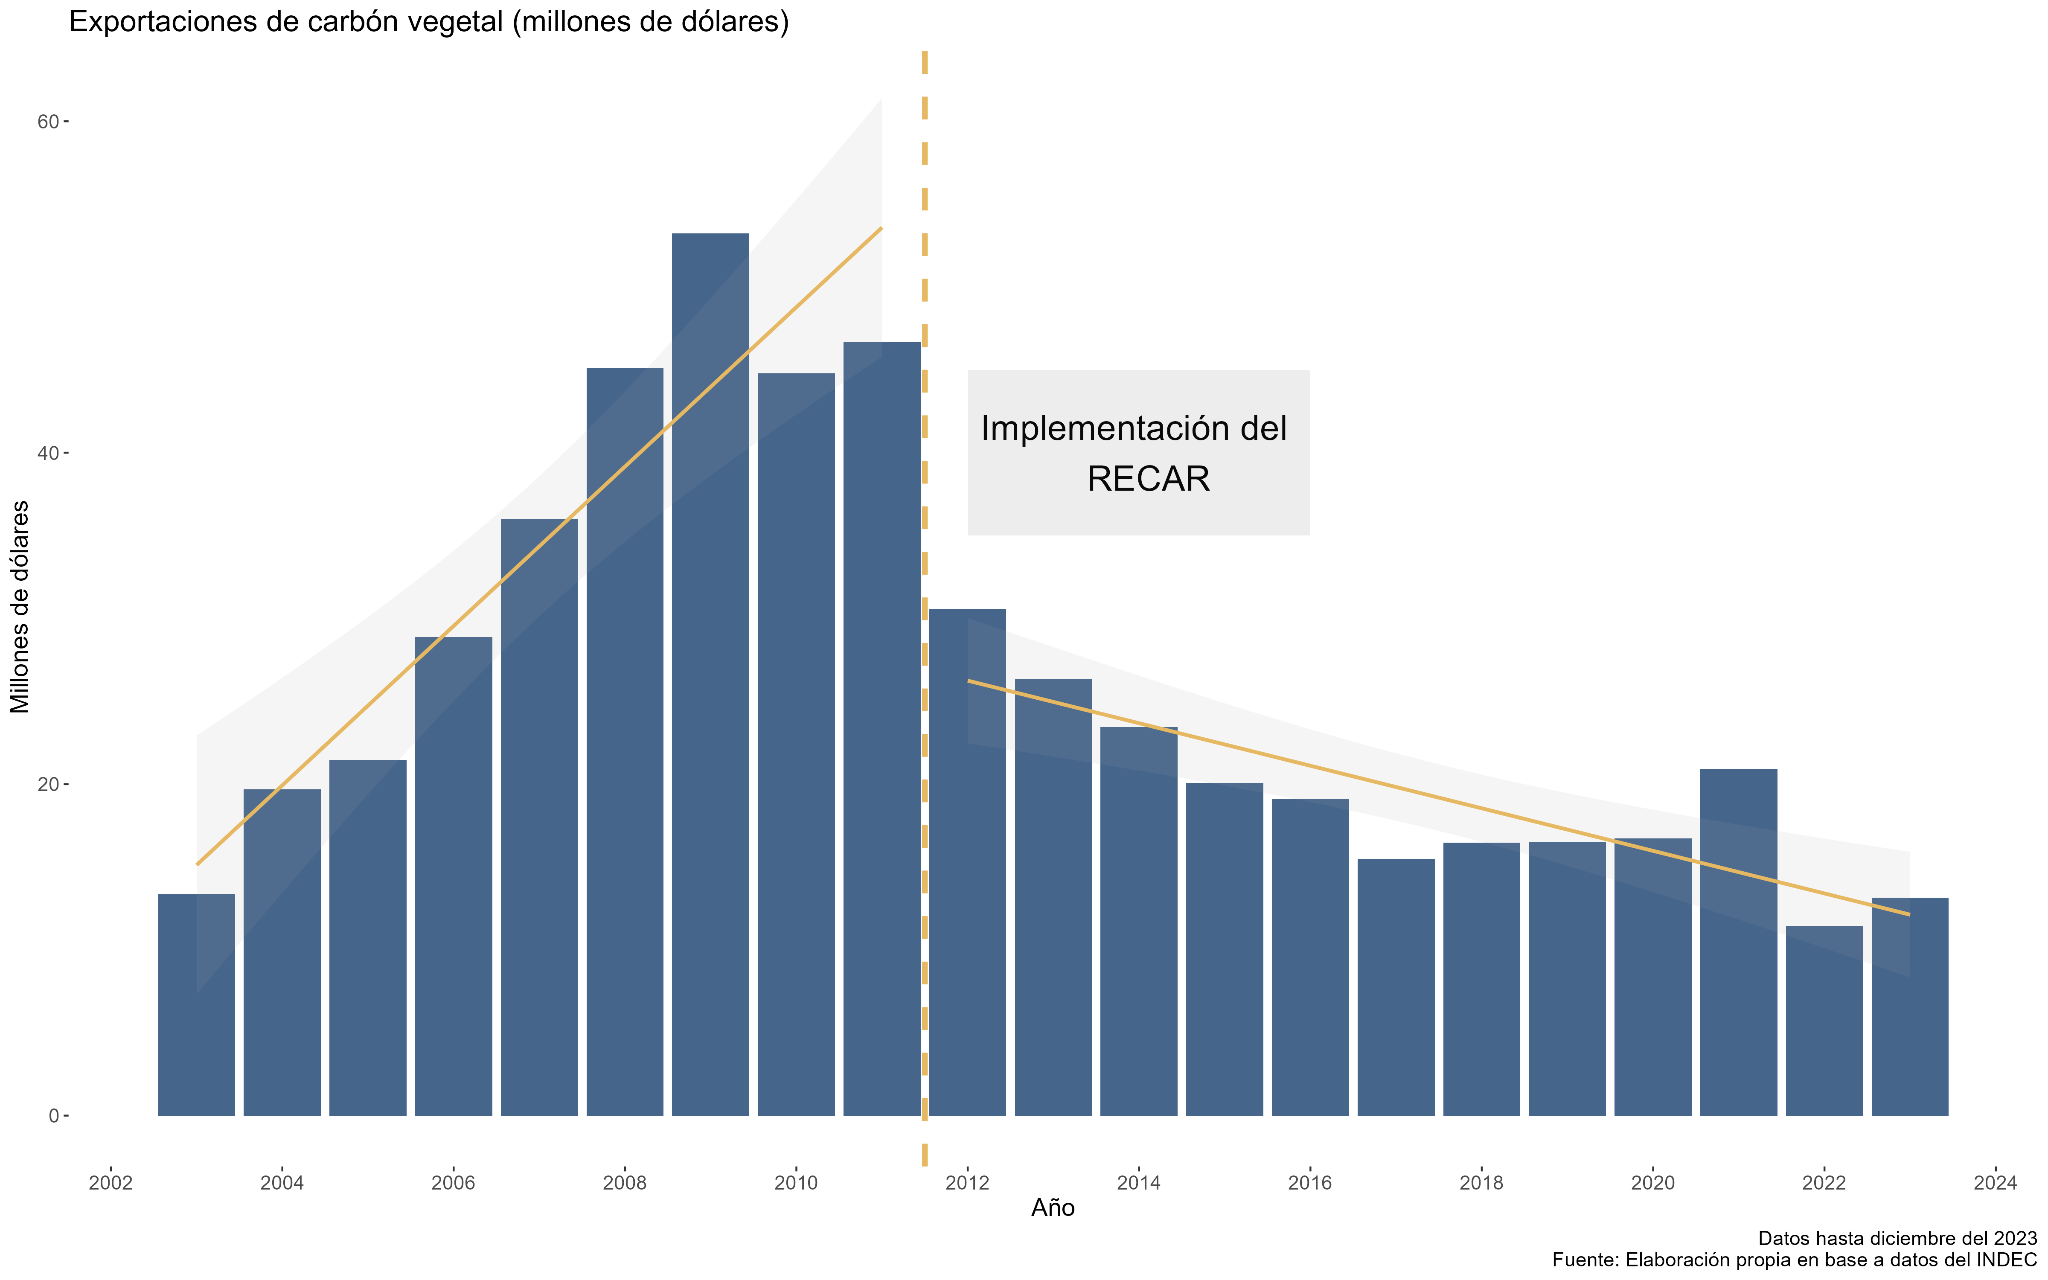 Exportaciones de carbón vegetal (millones de dólares)
60
40
20
0
Millones de dólares
Implementación del
RECAR
2002 2004 2006 2008 2010 2012 2014 2016 2018 2020 2022 2024
Año
Datos hasta diciembre del 2023
Fuente: Elaboración propia en base a datos del INDEC